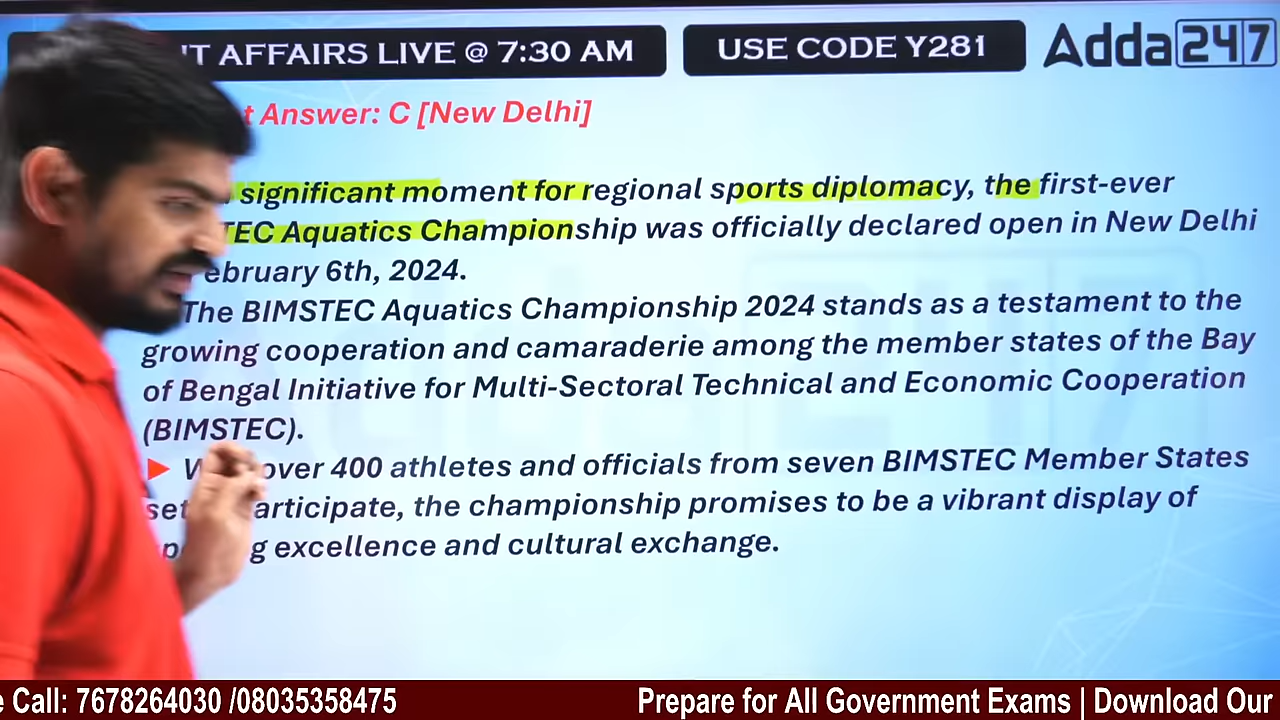 'T AFFAIRS LIVE @ 7:30 AM
USE CODE Y281
Adda247
Answer: C [New Delhi]
significant moment for regional sports diplomacy, the first-ever
Aquatics Championship was officially declared open in New Delhi
6th, 2024.
The BIMSTEC Aquatics Championship 2024 stands as a testament to the
growing cooperation and camaraderie among the member states of the Bay
of Bengal Initiative for Multi-Sectoral Technical and Economic Cooperation
(BIMSTEC).
over 400 athletes and officials from seven BIMSTEC Member States
set participate, the championship promises to be a vibrant display of
excellence and cultural exchange.
Call: 7678264030 /08035358475
Prepare for All Government Exams | Download Our